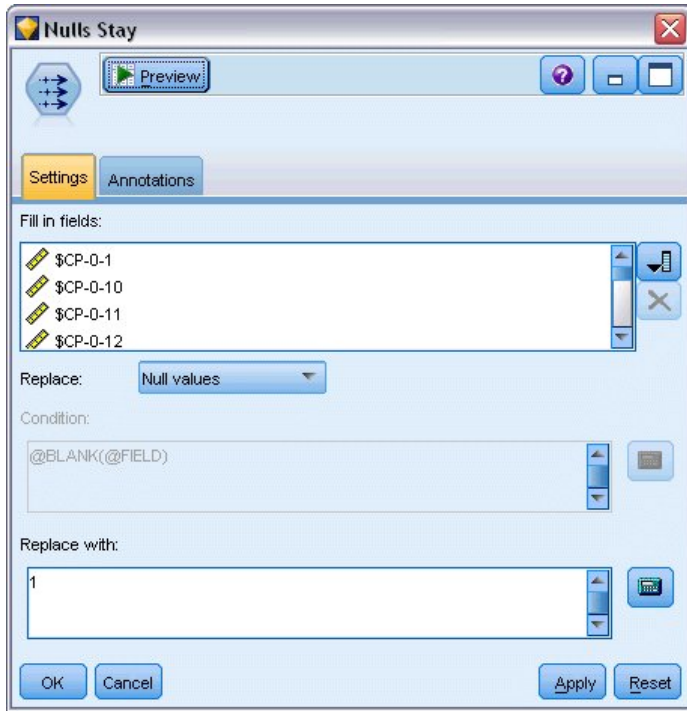 Nulls Stay
Preview
?
Settings Annotations
Fill in fields:
$CP-0-1
$CP-0-10
$CP-0-11
$CP-0-12
Replace: Null values
Condition:
@BLANK(@FIELD)
Replace with:
1
OK Cancel Apply Reset